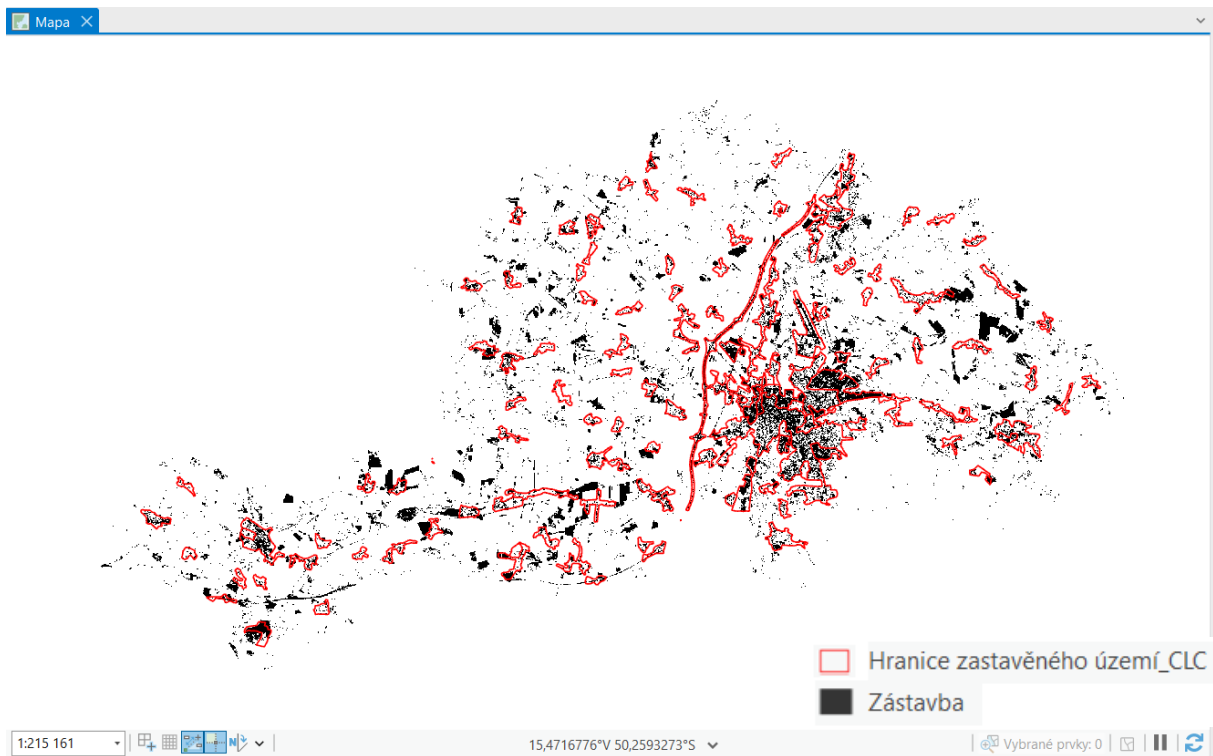 Mapa
Hranice zastavěného území_CLC
Zástavba
1:215 161
N
15,4716776°V 50,2593273°S
Vybrané prvky: 0